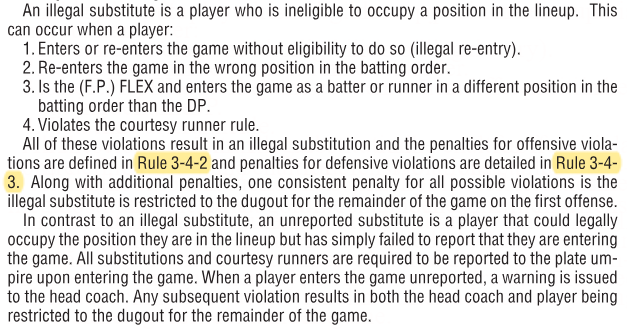 An illegal substitute is a player who is ineligible to occupy a position in the lineup. This
can occur when a player:
1. Enters or re-enters the game without eligibility to do so (illegal re-entry).
2. Re-enters the game in the wrong position in the batting order.
3. Is the (F.P.) FLEX and enters the game as a batter or runner in a different position in the
batting order than the DP.
4. Violates the courtesy runner rule.
All of these violations result in an illegal substitution and the penalties for offensive viola-
tions are defined in Rule 3-4-2 and penalties for defensive violations are detailed in Rule 3-4-
3. Along with additional penalties, one consistent penalty for all possible violations is the
illegal substitute is restricted to the dugout for the remainder of the game on the first offense.
In contrast to an illegal substitute, an unreported substitute is a player that could legally
occupy the position they are in the lineup but has simply failed to report that they are entering
the game. All substitutions and courtesy runners are required to be reported to the plate um-
pire upon entering the game. When a player enters the game unreported, a warning is issued
to the head coach. Any subsequent violation results in both the head coach and player being
restricted to the dugout for the remainder of the game.